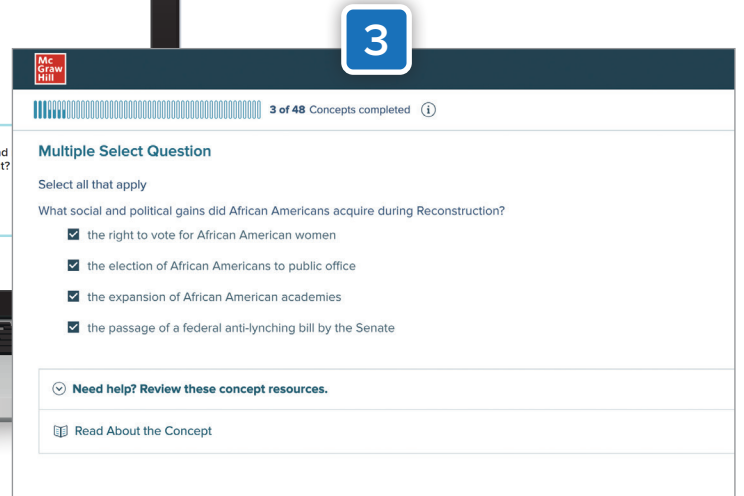 3
Mc
Graw
Hill
3 of 48 Concepts completed
Multiple Select Question
Select all that apply
What social and political gains did African Americans acquire during Reconstruction?
the right to vote for African American women
the election of African Americans to public office
the expansion of African American academies
the passage of a federal anti-lynching bill by the Senate
Need help? Review these concept resources.
Read About the Concept